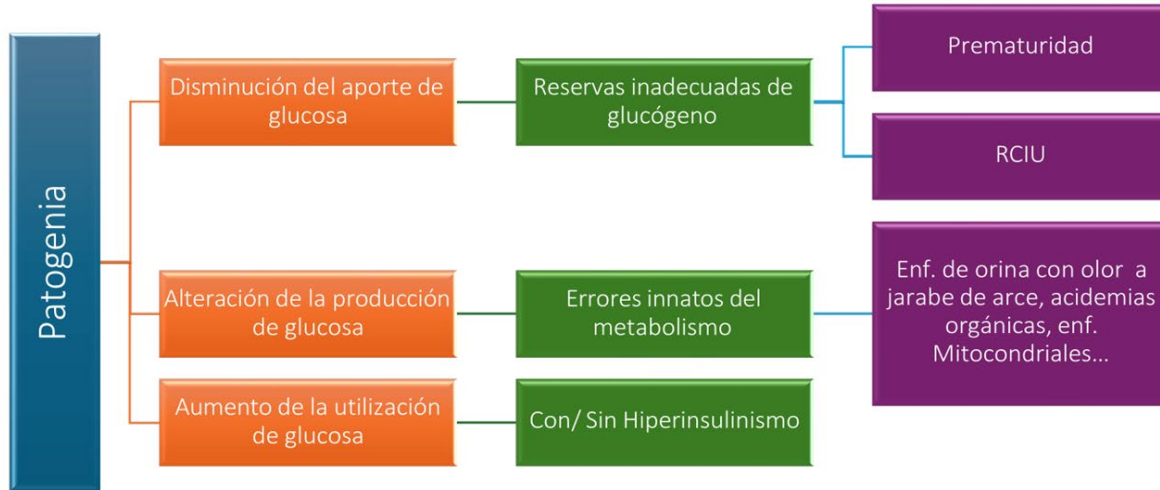 Patogenia
Disminución del aporte de
glucosa
Reservas inadecuadas de
glucógeno
Prematuridad
RCIU
Alteración de la producción
de glucosa
Errores innatos del
metabolismo
Enf. de orina con olor a
jarabe de arce, acidemias
orgánicas, enf.
Mitocondriales...
Aumento de la utilización
de glucosa
Con/ Sin Hiperinsulinismo